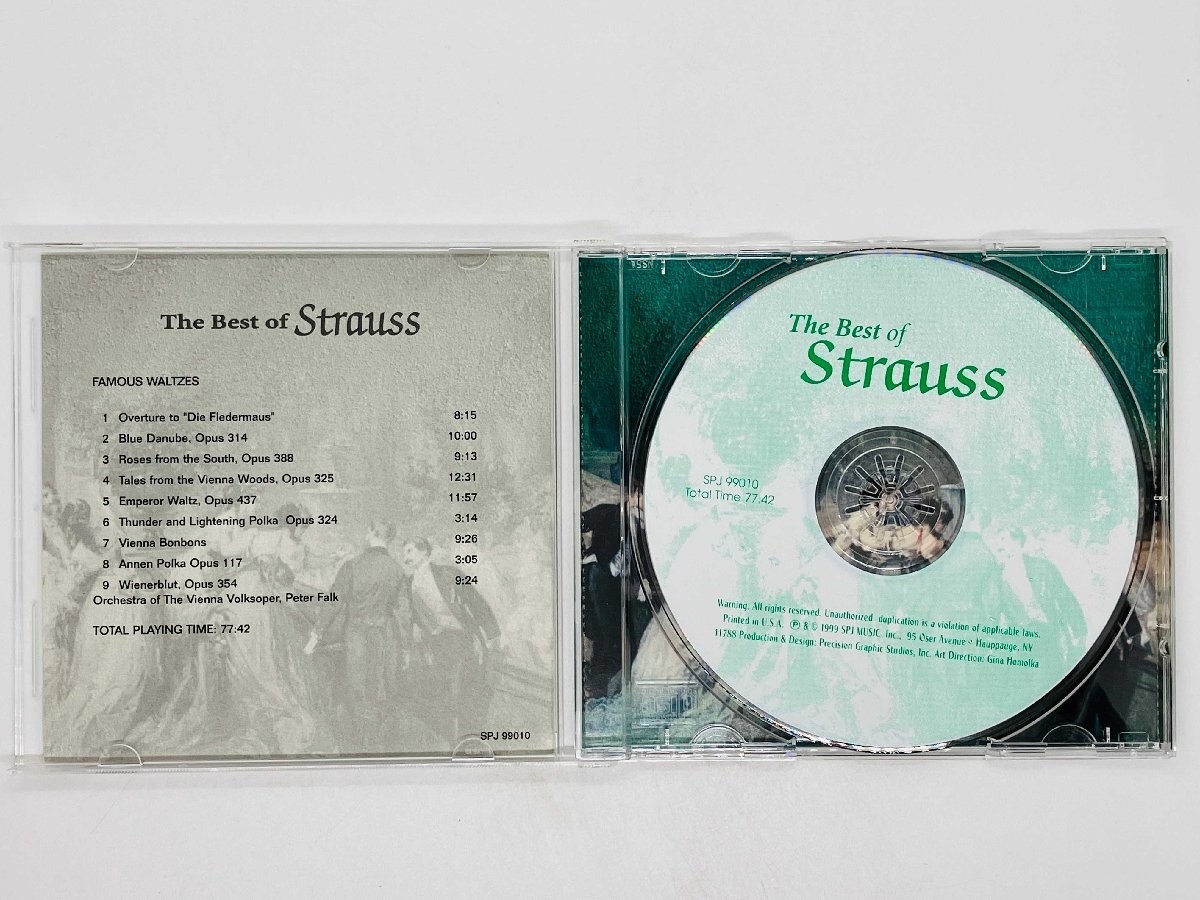 The Best of Strauss
FAMOUS WALTZES
1 Overture to "Die Fledermaus" 8:15
2 Blue Danube, Opus 314 10:00
3 Roses from the South, Opus 388 9:13
4 Tales from the Vienna Woods, Opus 325 12:31
5 Emperor Waltz, Opus 437 11:57
6 Thunder and Lightening Polka Opus 324 3:14
7 Vienna Bonbons 9:26
8 Annen Polka Opus 117 3:05
9 Wienerblut, Opus 354 9:24
Orchestra of The Vienna Volksoper, Peter Falk
TOTAL PLAYING TIME: 77:42
SPJ 99010
The Best of
Strauss
SPJ 99010
Total Time 77:42
Warning. All rights reserved. Unauthorized duplication is a violation of applicable laws.
Printed in U.S.A. ℗ & © 1999 SPJ MUSIC, Inc., 95 Oser Avenue • Hauppauge, NY
11788 Production & Design: Precision Graphic Studios, Inc. Art Direction: Gina Homolka